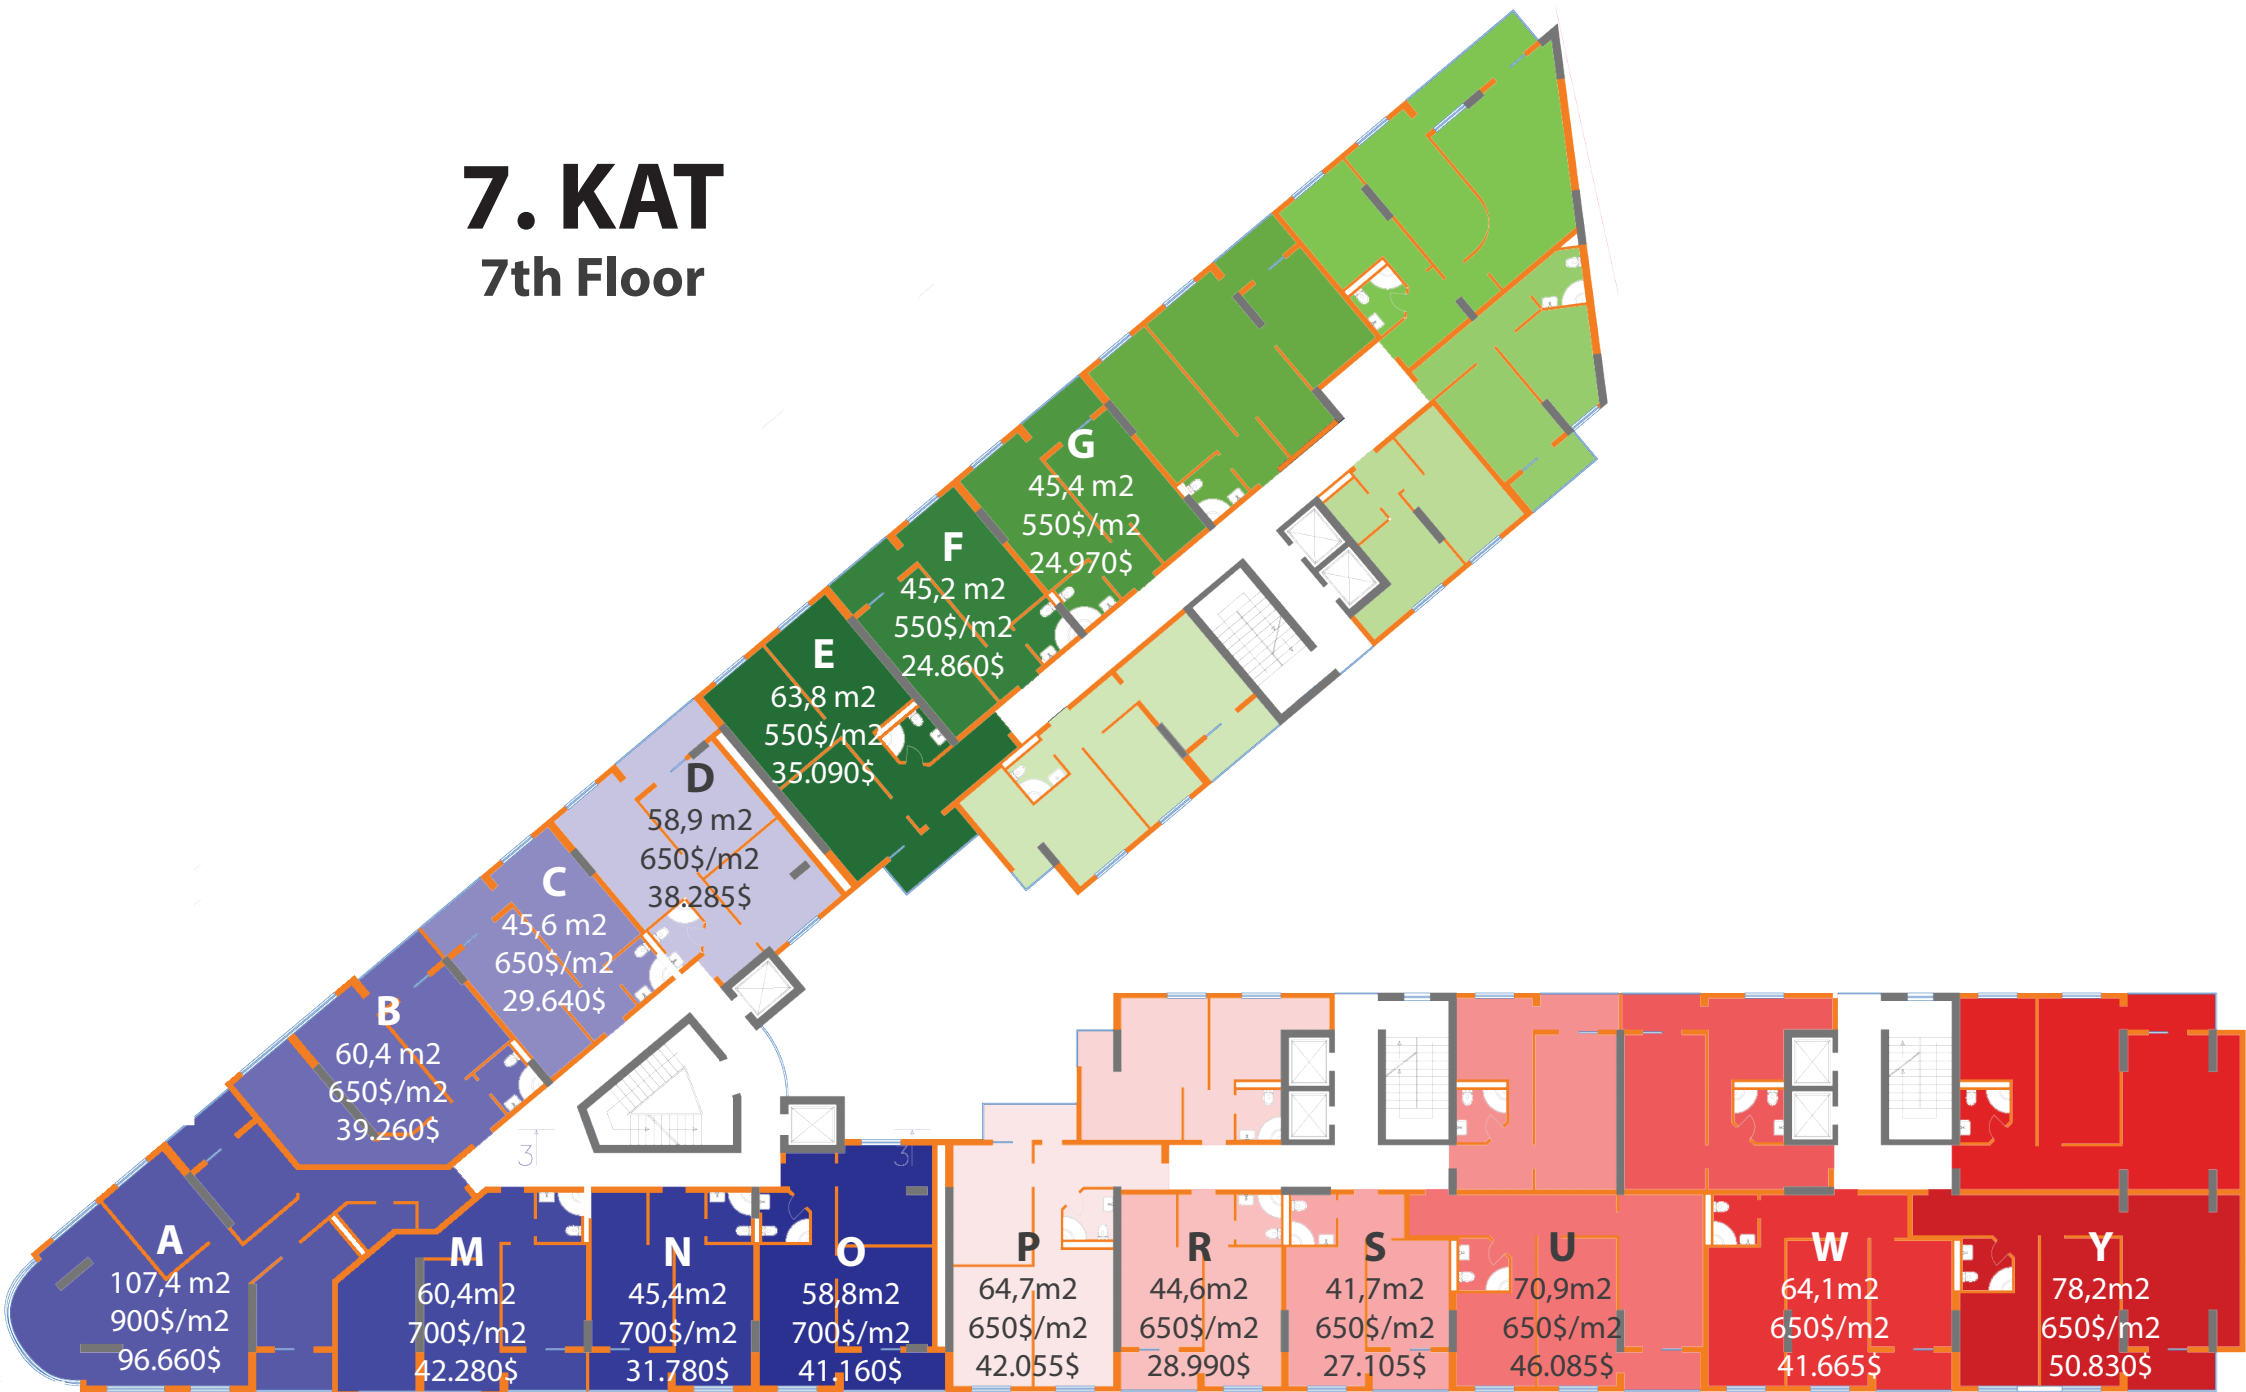 7. KAT
7th Floor
G
45,4 m2
550$/m2
24.970$
F
45,2 m2
550$/m2
24.860$
E
63,8 m2
550$/m2
35.090$
D
58,9 m2
650$/m2
38.285$
C
45,6 m2
650$/m2
29.640$
B
60,4 m2
650$/m2
39.260$
A
107,4 m2
900$/m2
96.660$
3
3
M
60,4m2
700$/m2
42.280$
N
45,4m2
700$/m2
31.780$
O
58,8m2
700$/m2
41.160$
P
64,7m2
650$/m2
42.055$
R
44,6m2
650$/m2
28.990$
S
41,7m2
650$/m2
27.105$
U
70,9m2
650$/m2
46.085$
W
64,1m2
650$/m2
41.665$
Y
78,2m2
650$/m2
50.830$